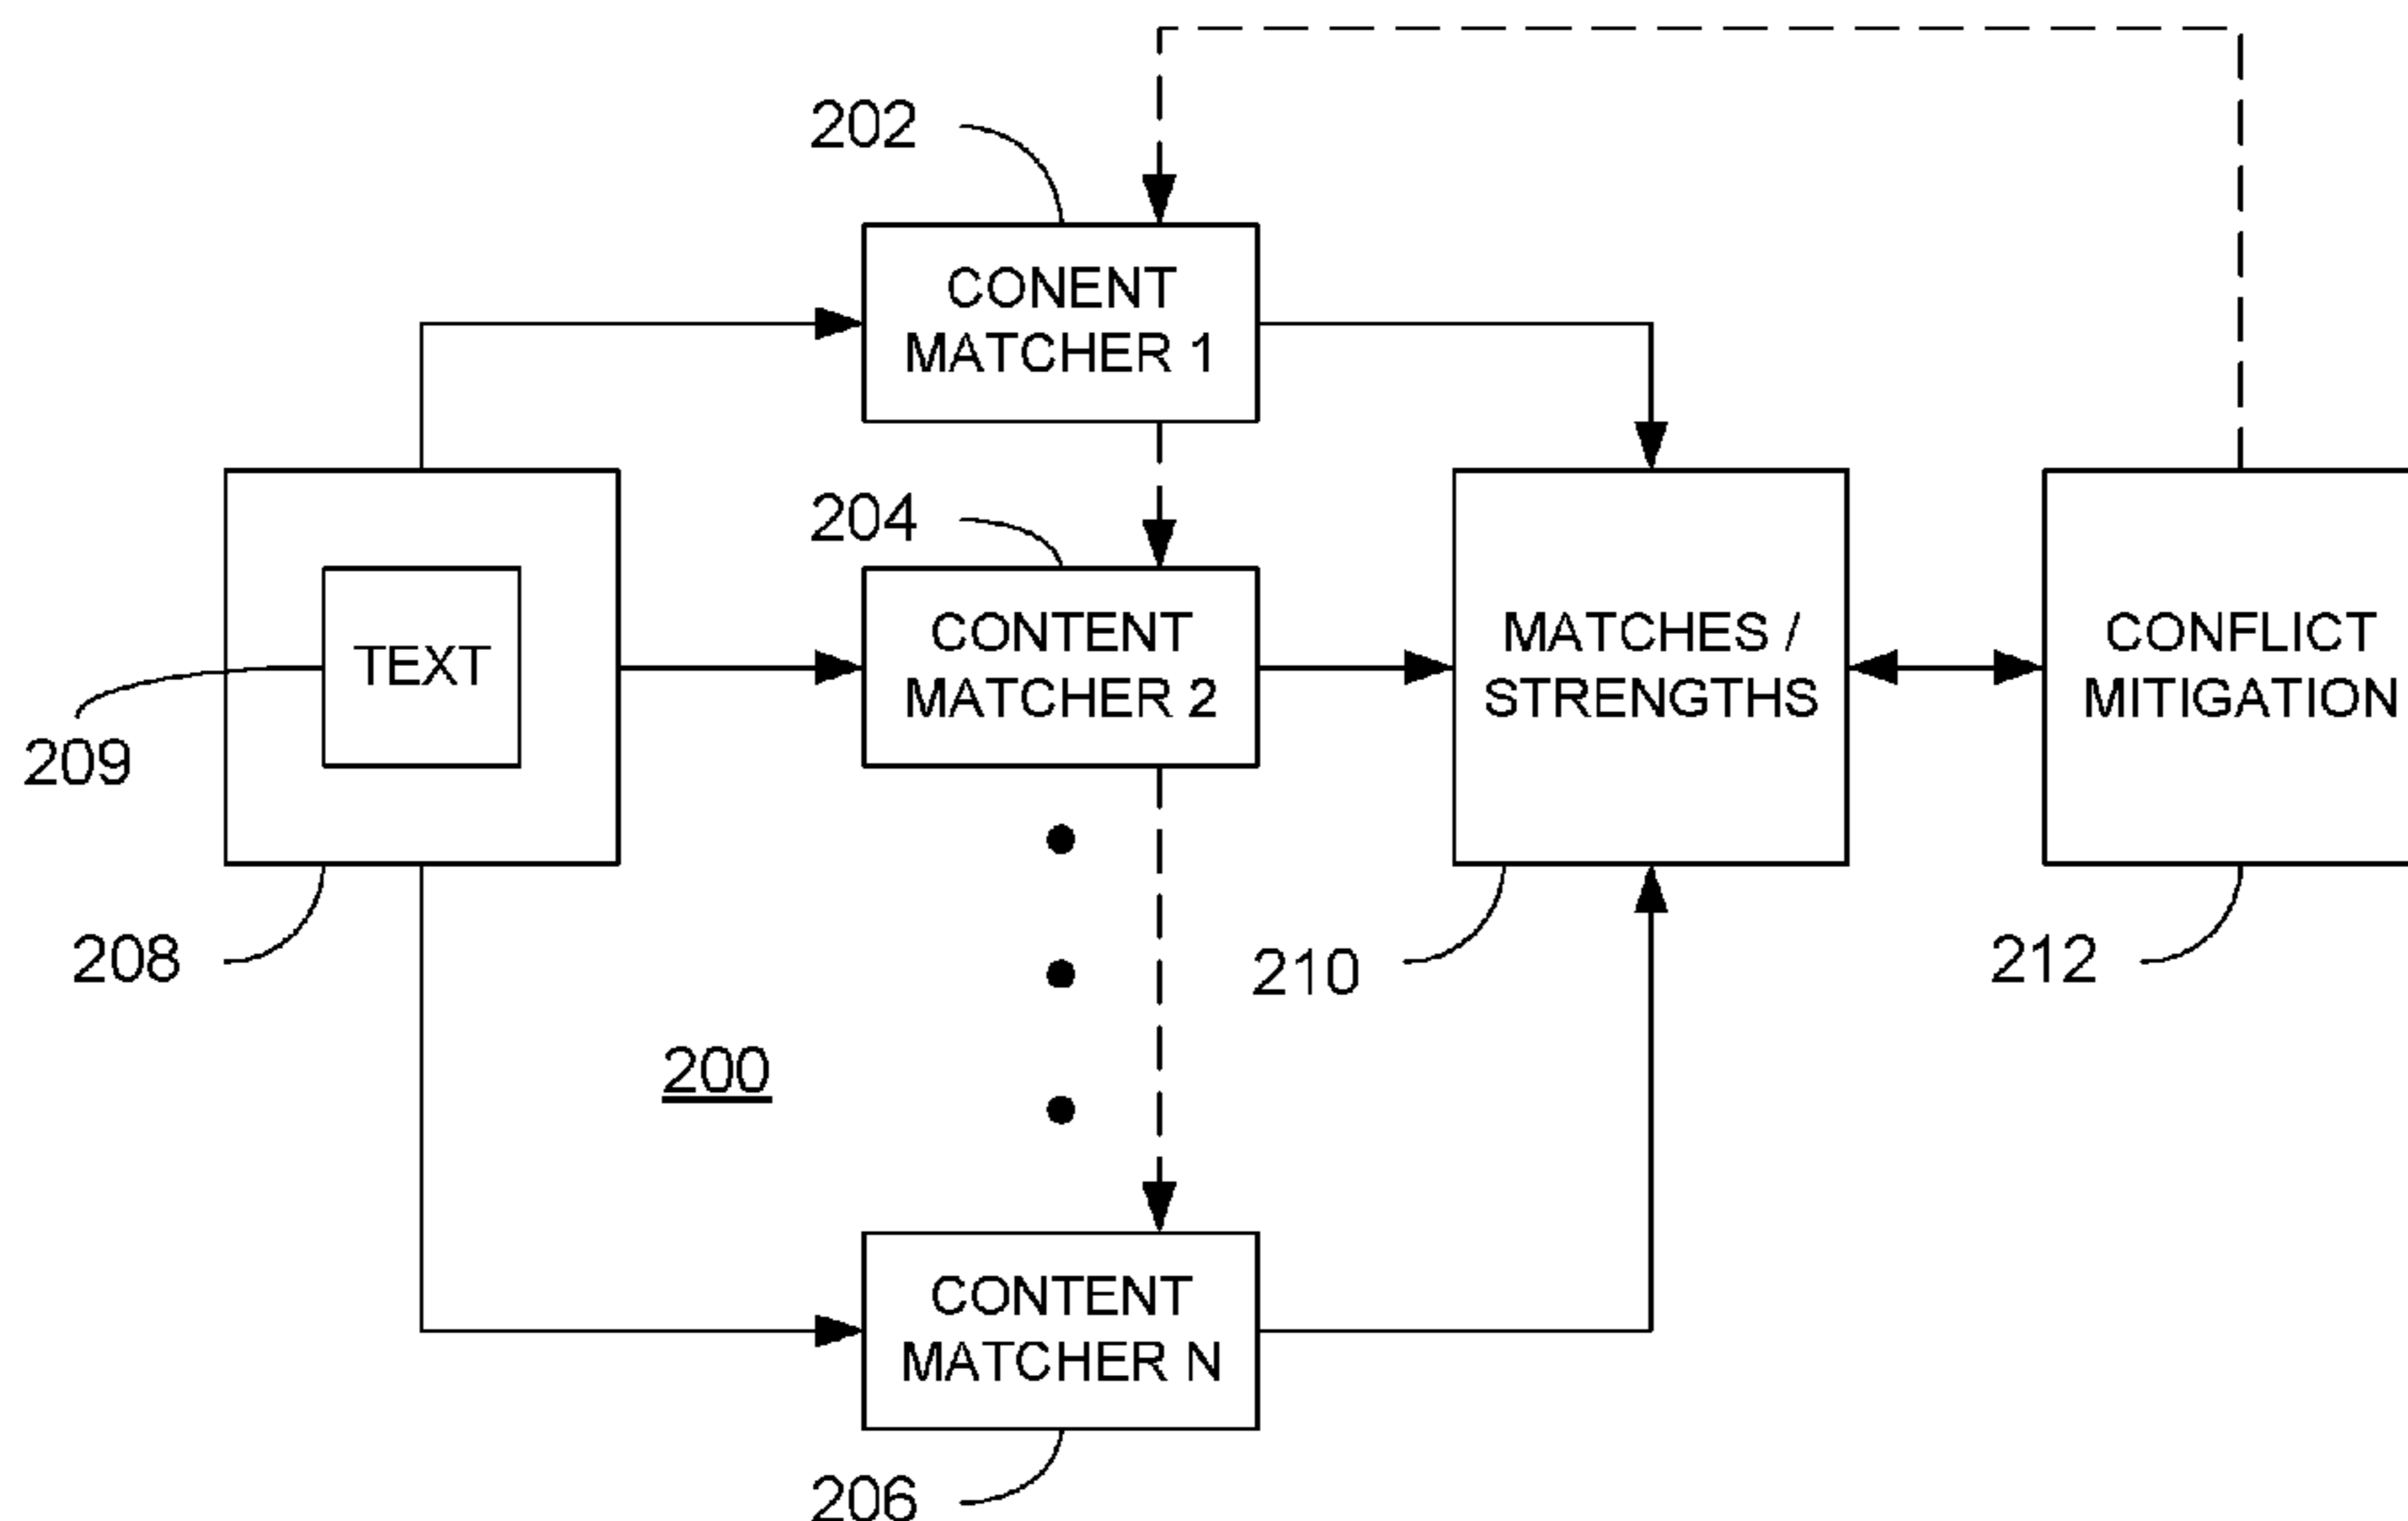 202
CONENT
MATCHER 1
204
CONTENT
MATCHER 2
TEXT
MATCHES /
STRENGTHS
CONFLICT
MITIGATION
209
208
210
212
200
CONTENT
MATCHER N
206